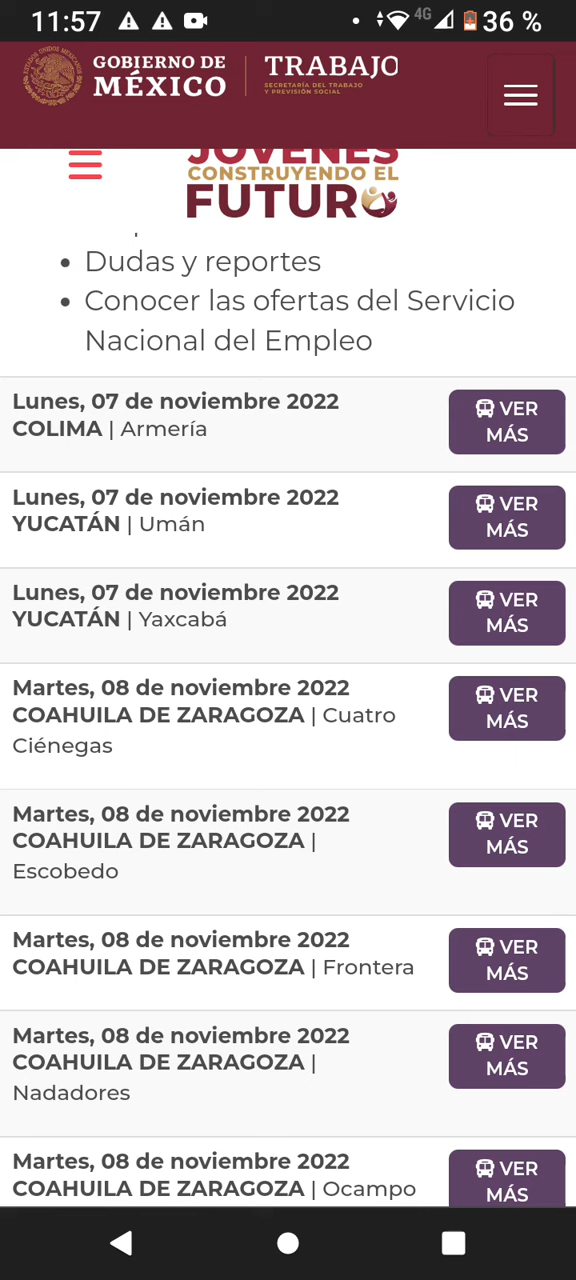 11:57 4G 36 %
GOBIERNO DE
MÉXICO
TRABAJO
SECRETARÍA DEL TRABAJO
Y PREVISIÓN SOCIAL
JÓVENES
CONSTRUYENDO EL
FUTURO
• Dudas y reportes
• Conocer las ofertas del Servicio
Nacional del Empleo
Lunes, 07 de noviembre 2022
COLIMA | Armería
VER
MÁS
Lunes, 07 de noviembre 2022
YUCATÁN | Umán
VER
MÁS
Lunes, 07 de noviembre 2022
YUCATÁN | Yaxcabá
VER
MÁS
Martes, 08 de noviembre 2022
COAHUILA DE ZARAGOZA | Cuatro
Ciénegas
VER
MÁS
Martes, 08 de noviembre 2022
COAHUILA DE ZARAGOZA |
Escobedo
VER
MÁS
Martes, 08 de noviembre 2022
COAHUILA DE ZARAGOZA | Frontera
VER
MÁS
Martes, 08 de noviembre 2022
COAHUILA DE ZARAGOZA |
Nadadores
VER
MÁS
Martes, 08 de noviembre 2022
COAHUILA DE ZARAGOZA | Ocampo
VER
MÁS